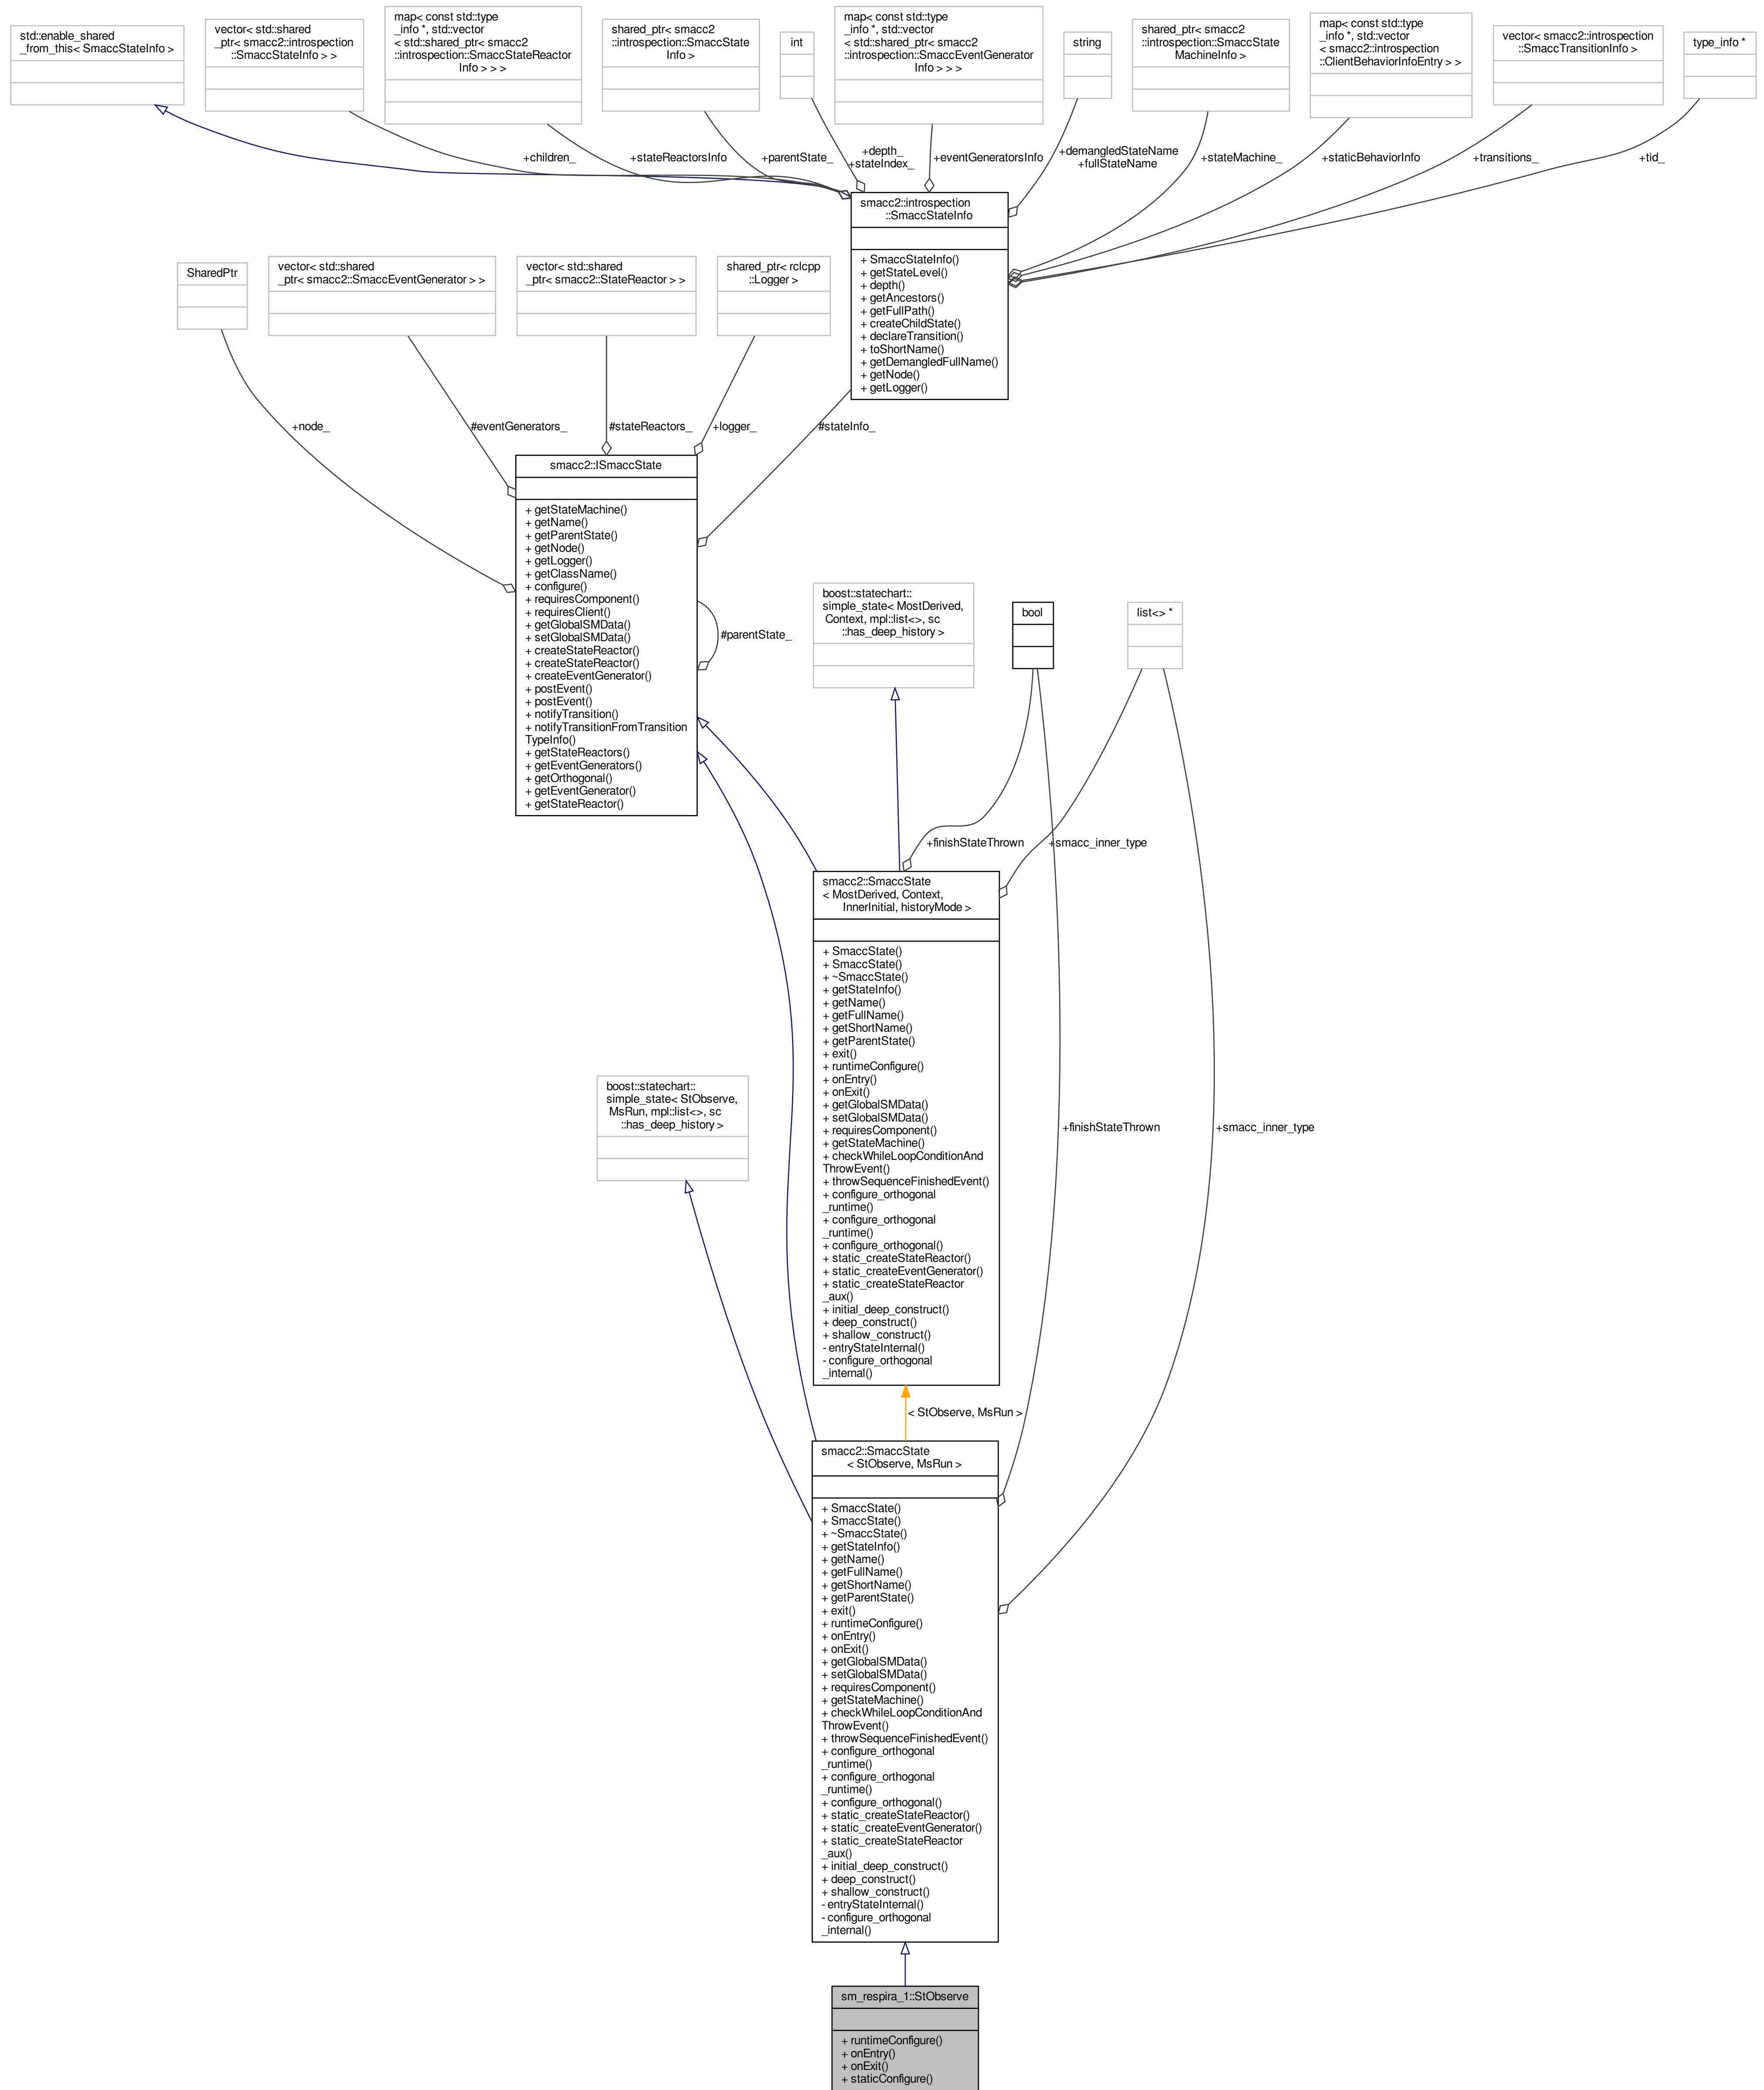 std::enable_shared
_from_this< SmaccStateInfo >
vector< std::shared
_ptr< smacc2::introspection
::SmaccStateInfo > >
map< const std::type
_info *, std::vector
< std::shared_ptr< smacc2
::introspection::SmaccStateReactor
Info > > >
shared_ptr< smacc2
::introspection::SmaccState
Info >
int
map< const std::type
_info *, std::vector
< std::shared_ptr< smacc2
::introspection::SmaccEventGenerator
Info > > >
string
shared_ptr< smacc2
::introspection::SmaccState
MachineInfo >
map< const std::type
_info *, std::vector
< smacc2::introspection
::ClientBehaviorInfoEntry > >
vector< smacc2::introspection
::SmaccTransitionInfo >
type_info *
+children_
+stateReactorsInfo
+parentState_
+depth_
+stateIndex_
+eventGeneratorsInfo
+demangledStateName
+fullStateName
+stateMachine_
+staticBehaviorInfo
+transitions_
+tid_
smacc2::introspection
::SmaccStateInfo
+ SmaccStateInfo()
+ getStateLevel()
+ depth()
+ getAncestors()
+ getFullPath()
+ createChildState()
+ declareTransition()
+ toShortName()
+ getDemangledFullName()
+ getNode()
+ getLogger()
SharedPtr
vector< std::shared
_ptr< smacc2::SmaccEventGenerator > >
vector< std::shared
_ptr< smacc2::StateReactor > >
shared_ptr< rclcpp
::Logger >
+node_
#eventGenerators_
#stateReactors_
+logger_
#stateInfo_
smacc2::ISmaccState
+ getStateMachine()
+ getName()
+ getParentState()
+ getNode()
+ getLogger()
+ getClassName()
+ configure()
+ requiresComponent()
+ requiresClient()
+ getGlobalSMData()
+ setGlobalSMData()
+ createStateReactor()
+ createStateReactor()
+ createEventGenerator()
+ postEvent()
+ postEvent()
+ notifyTransition()
+ notifyTransitionFromTransition
TypeInfo()
+ getStateReactors()
+ getEventGenerators()
+ getOrthogonal()
+ getEventGenerator()
+ getStateReactor()
#parentState_
boost::statechart::
simple_state< MostDerived,
Context, mpl::list<>, sc
::has_deep_history >
bool
list<> *
+finishStateThrown
+smacc_inner_type
smacc2::SmaccState
< MostDerived, Context,
InnerInitial, historyMode >
+ SmaccState()
+ SmaccState()
+ ~SmaccState()
+ getStateInfo()
+ getName()
+ getFullName()
+ getShortName()
+ getParentState()
+ exit()
+ runtimeConfigure()
+ onEntry()
+ onExit()
+ getGlobalSMData()
+ setGlobalSMData()
+ requiresComponent()
+ getStateMachine()
+ checkWhileLoopConditionAnd
ThrowEvent()
+ throwSequenceFinishedEvent()
+ configure_orthogonal
_runtime()
+ configure_orthogonal
_runtime()
+ configure_orthogonal()
+ static_createStateReactor()
+ static_createEventGenerator()
+ static_createStateReactor
_aux()
+ initial_deep_construct()
+ deep_construct()
+ shallow_construct()
- entryStateInternal()
- configure_orthogonal
_internal()
boost::statechart::
simple_state< StObserve,
MsRun, mpl::list<>, sc
::has_deep_history >
+finishStateThrown
+smacc_inner_type
< StObserve, MsRun >
smacc2::SmaccState
< StObserve, MsRun >
+ SmaccState()
+ SmaccState()
+ ~SmaccState()
+ getStateInfo()
+ getName()
+ getFullName()
+ getShortName()
+ getParentState()
+ exit()
+ runtimeConfigure()
+ onEntry()
+ onExit()
+ getGlobalSMData()
+ setGlobalSMData()
+ requiresComponent()
+ getStateMachine()
+ checkWhileLoopConditionAnd
ThrowEvent()
+ throwSequenceFinishedEvent()
+ configure_orthogonal
_runtime()
+ configure_orthogonal
_runtime()
+ configure_orthogonal()
+ static_createStateReactor()
+ static_createEventGenerator()
+ static_createStateReactor
_aux()
+ initial_deep_construct()
+ deep_construct()
+ shallow_construct()
- entryStateInternal()
- configure_orthogonal
_internal()
sm_respira_1::StObserve
+ runtimeConfigure()
+ onEntry()
+ onExit()
+ staticConfigure()